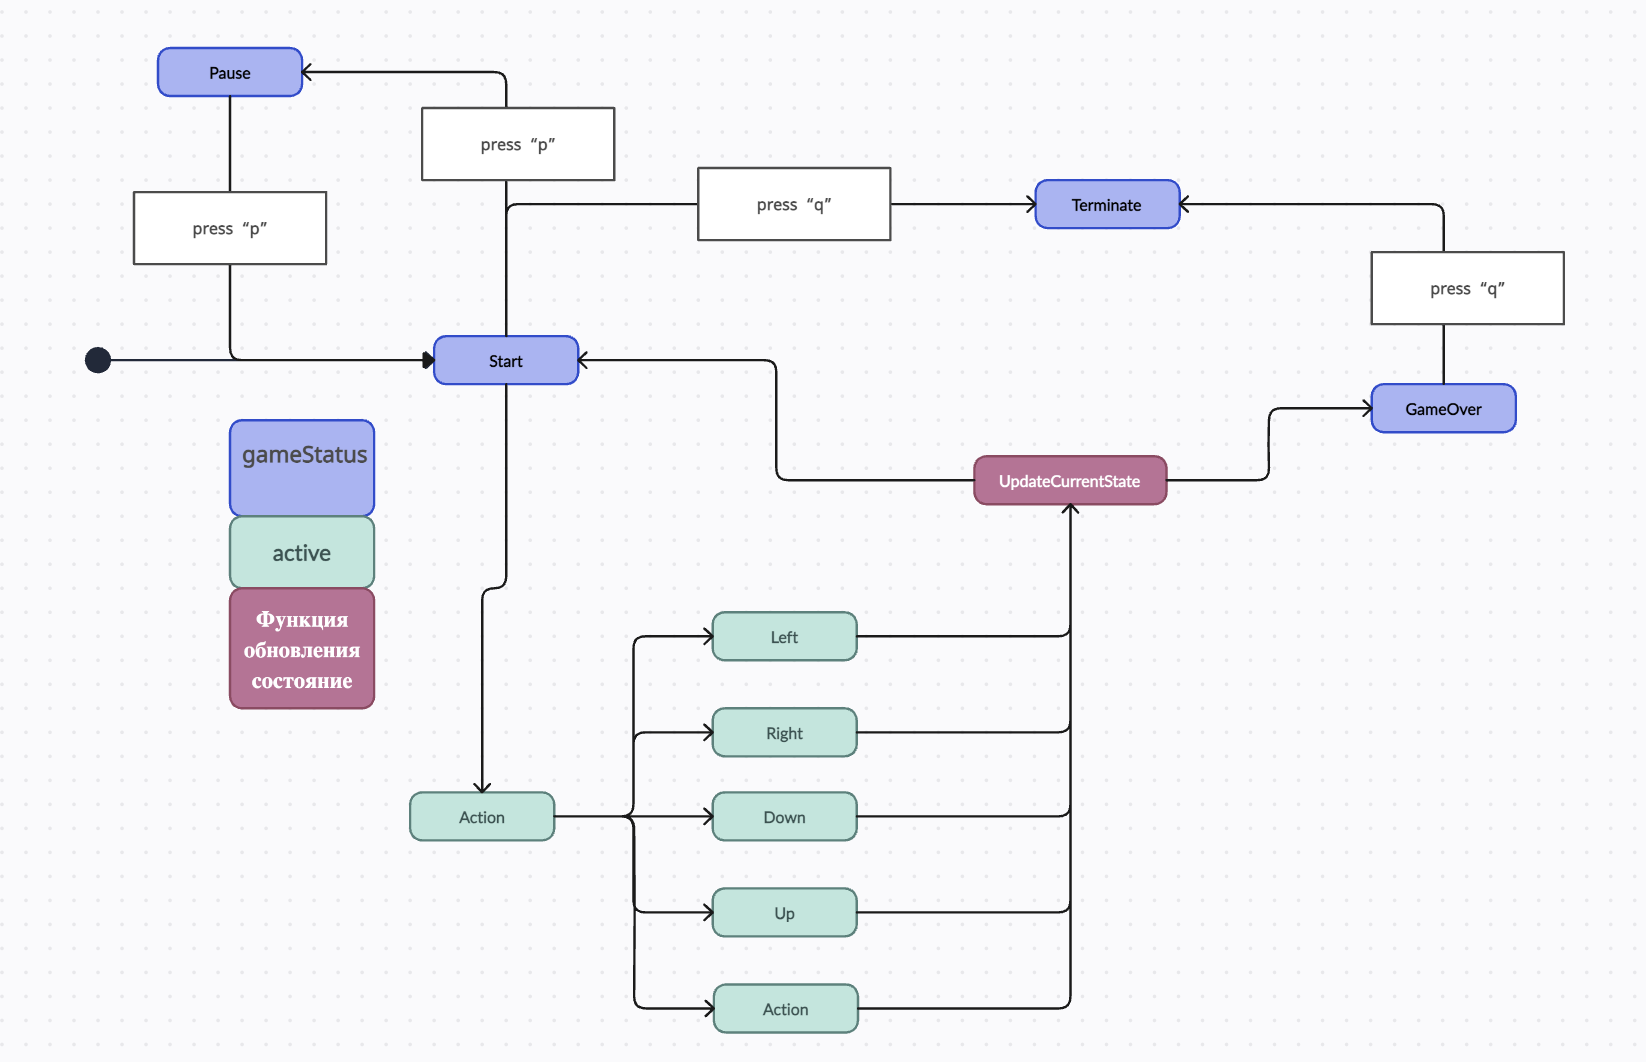 Pause
press “p”
press “q”
Terminate
press “p”
press “q”
Start
GameOver
gameStatus
UpdateCurrentState
active
Функция
обновления
состояние
Left
Right
Action
Down
Up
Action